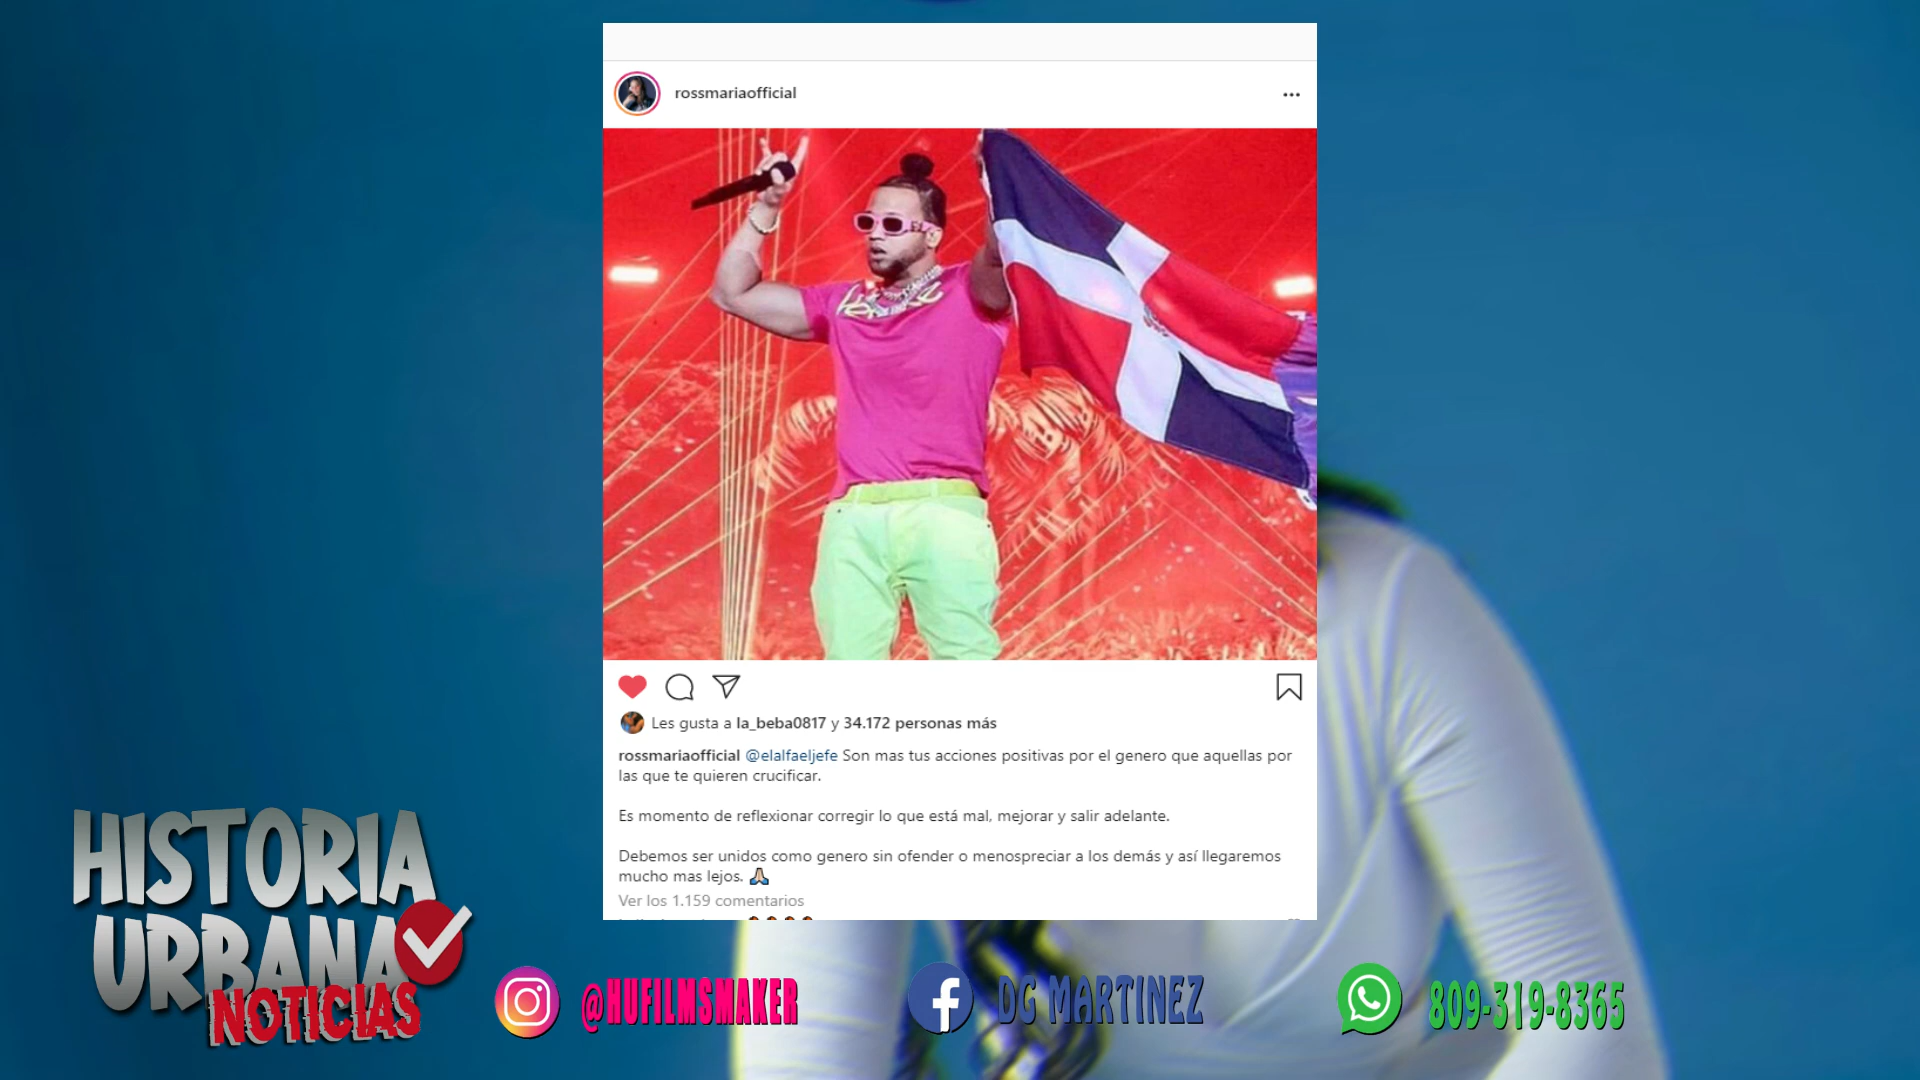 rossmariaofficial
Les gusta a la_beba0817 y 34.172 personas más
rossmariaofficial @elalfaeljefe Son mas tus acciones positivas por el genero que aquellas por
las que te quieren crucificar.
Es momento de reflexionar corregir lo que está mal, mejorar y salir adelante.
Debemos ser unidos como genero sin ofender o menospreciar a los demás y así llegaremos
mucho mas lejos. 🙏🏼
Ver los 1.159 comentarios
HISTORIA
URBANA
NOTICIAS
@HUFILMSMAKER
DG MARTINEZ
809-319-8365